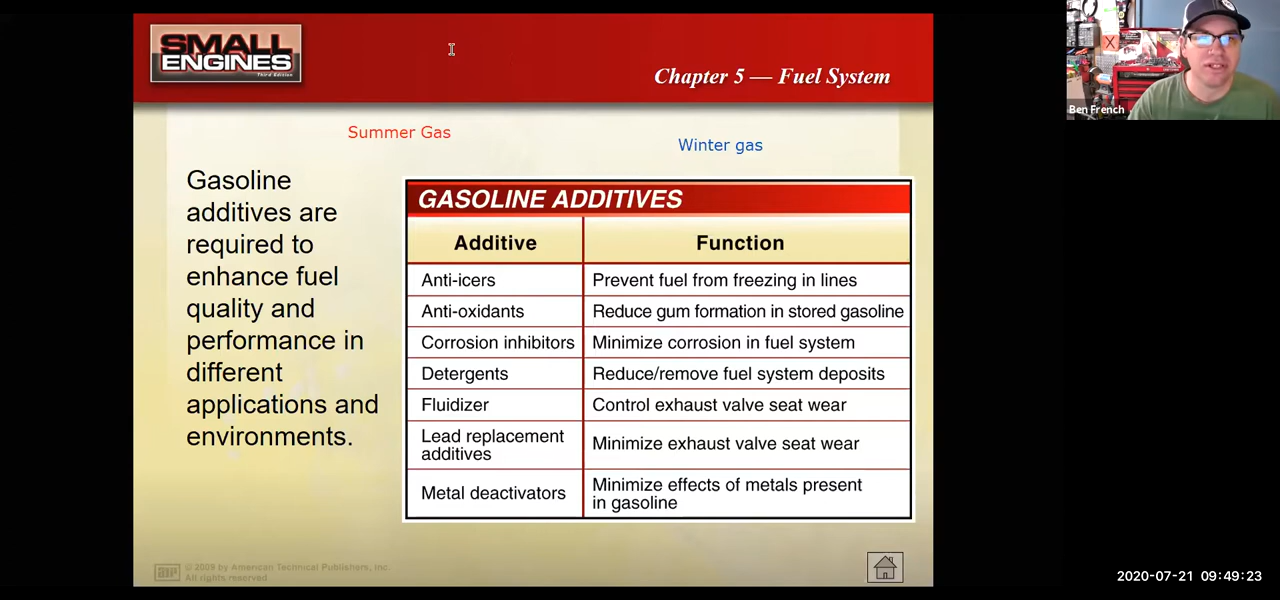 SMALL
ENGINES
Third Edition
Chapter 5 — Fuel System
Ben French
Summer Gas
Winter gas
Gasoline
additives are
required to
enhance fuel
quality and
performance in
different
applications and
environments.
GASOLINE ADDITIVES
Additive Function
Anti-icers Prevent fuel from freezing in lines
Anti-oxidants Reduce gum formation in stored gasoline
Corrosion inhibitors Minimize corrosion in fuel system
Detergents Reduce/remove fuel system deposits
Fluidizer Control exhaust valve seat wear
Lead replacement
additives
Minimize exhaust valve seat wear
Metal deactivators
Minimize effects of metals present
in gasoline
atp © 2009 by American Technical Publishers, Inc.
All rights reserved
2020-07-21 09:49:23